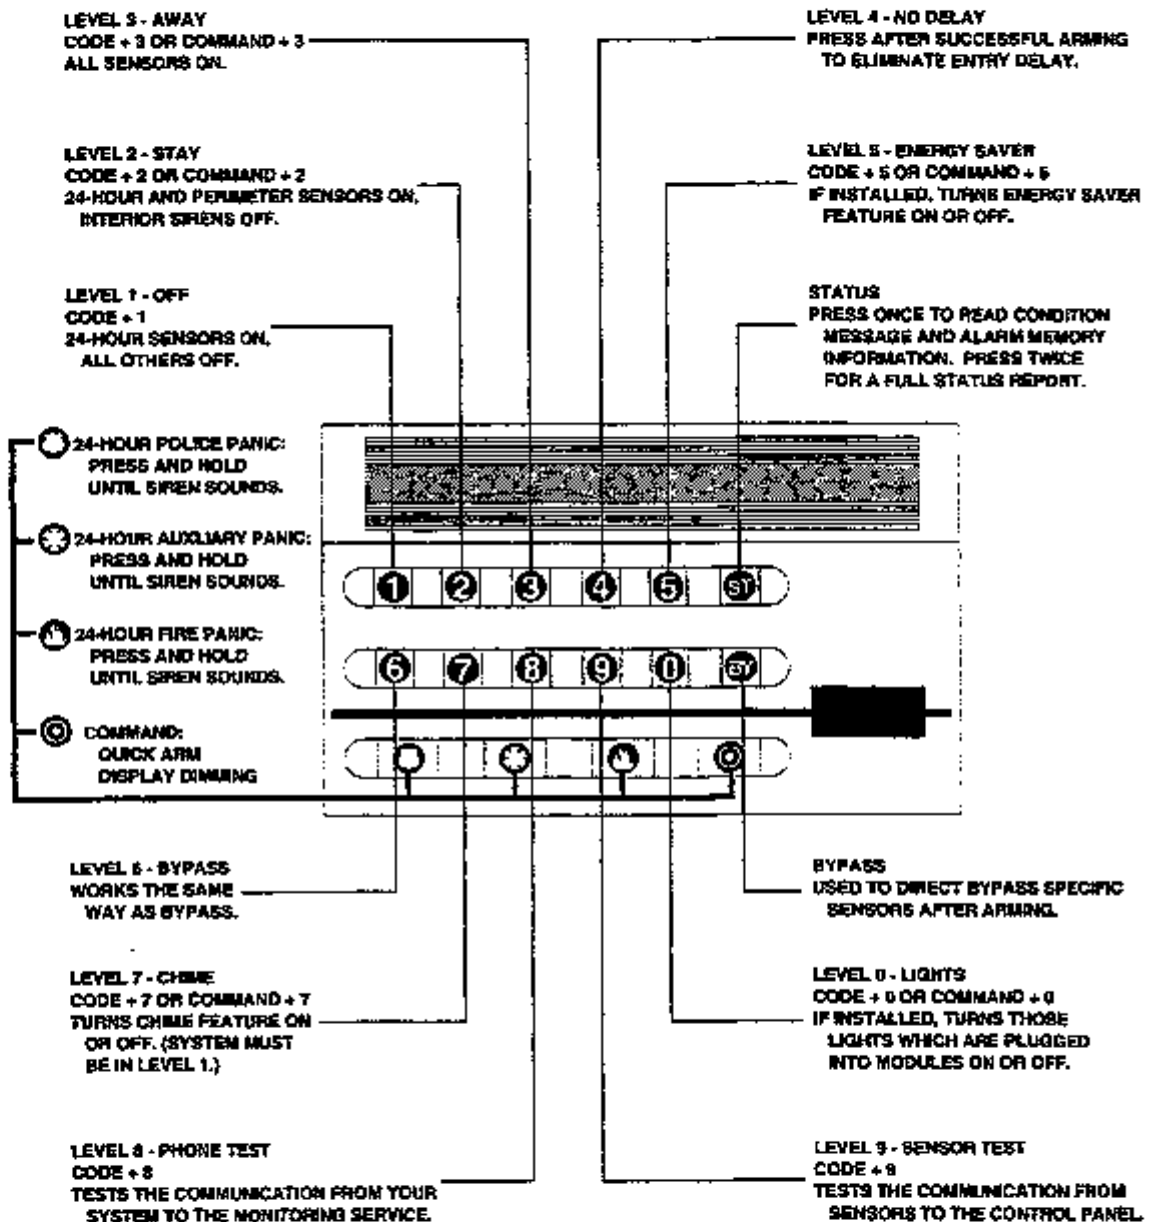 LEVEL 3 - AWAY
CODE + 3 OR COMMAND + 3
ALL SENSORS ON.
LEVEL 4 - NO DELAY
PRESS AFTER SUCCESSFUL ARMING
TO ELIMINATE ENTRY DELAY.
LEVEL 2 - STAY
CODE + 2 OR COMMAND + 2
24-HOUR AND PERIMETER SENSORS ON,
INTERIOR SIRENS OFF.
LEVEL 5 - ENERGY SAVER
CODE + 5 OR COMMAND + 5
IF INSTALLED, TURNS ENERGY SAVER
FEATURE ON OR OFF.
LEVEL 1 - OFF
CODE + 1
24-HOUR SENSORS ON,
ALL OTHERS OFF.
STATUS
PRESS ONCE TO READ CONDITION
MESSAGE AND ALARM MEMORY
INFORMATION. PRESS TWICE
FOR A FULL STATUS REPORT.
24-HOUR POLICE PANIC:
PRESS AND HOLD
UNTIL SIREN SOUNDS.
24-HOUR AUXILIARY PANIC:
PRESS AND HOLD
UNTIL SIREN SOUNDS.
24-HOUR FIRE PANIC:
PRESS AND HOLD
UNTIL SIREN SOUNDS.
COMMAND:
QUICK ARM
DISPLAY DIMMING
1 2 3 4 5 ST
6 7 8 9 0 BY
LEVEL 6 - BYPASS
WORKS THE SAME
WAY AS BYPASS.
BYPASS
USED TO DIRECT BYPASS SPECIFIC
SENSORS AFTER ARMING.
LEVEL 7 - CHIME
CODE + 7 OR COMMAND + 7
TURNS CHIME FEATURE ON
OR OFF. (SYSTEM MUST
BE IN LEVEL 1.)
LEVEL 0 - LIGHTS
CODE + 0 OR COMMAND + 0
IF INSTALLED, TURNS THOSE
LIGHTS WHICH ARE PLUGGED
INTO MODULES ON OR OFF.
LEVEL 8 - PHONE TEST
CODE + 8
TESTS THE COMMUNICATION FROM YOUR
SYSTEM TO THE MONITORING SERVICE.
LEVEL 9 - SENSOR TEST
CODE + 9
TESTS THE COMMUNICATION FROM
SENSORS TO THE CONTROL PANEL.